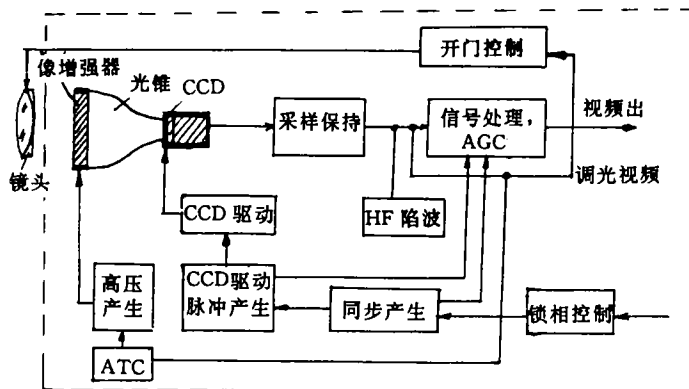 开门控制
像增强器
光锥
CCD
采样保持
信号处理,
AGC
视频出
镜头
调光视频
CCD 驱动
HF 陷波
高压
产生
CCD驱动
脉冲产生
同步产生
锁相控制
ATC